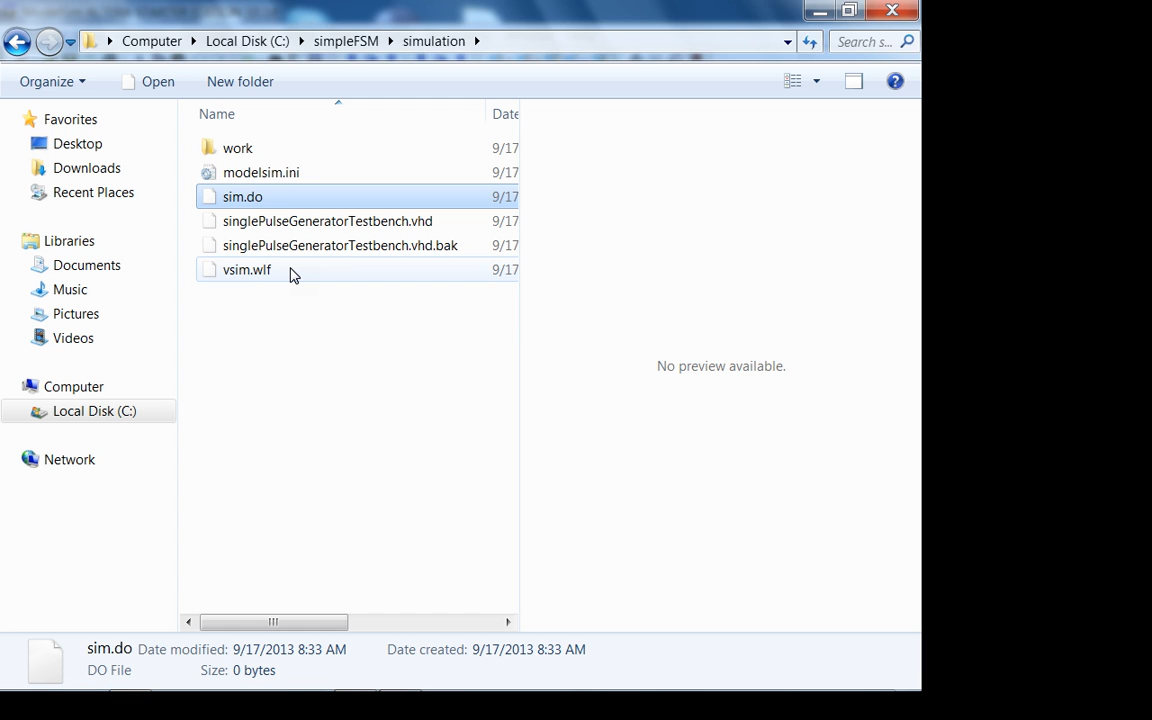 Computer Local Disk (C:) simpleFSM simulation Search s...
Organize Open New folder
Name Date
Favorites
Desktop
Downloads
Recent Places
Libraries
Documents
Music
Pictures
Videos
Computer
Local Disk (C:)
Network
work 9/17
modelsim.ini 9/17
sim.do 9/17
singlePulseGeneratorTestbench.vhd 9/17
singlePulseGeneratorTestbench.vhd.bak 9/17
vsim.wlf 9/17
No preview available.
sim.do Date modified: 9/17/2013 8:33 AM Date created: 9/17/2013 8:33 AM
DO File Size: 0 bytes